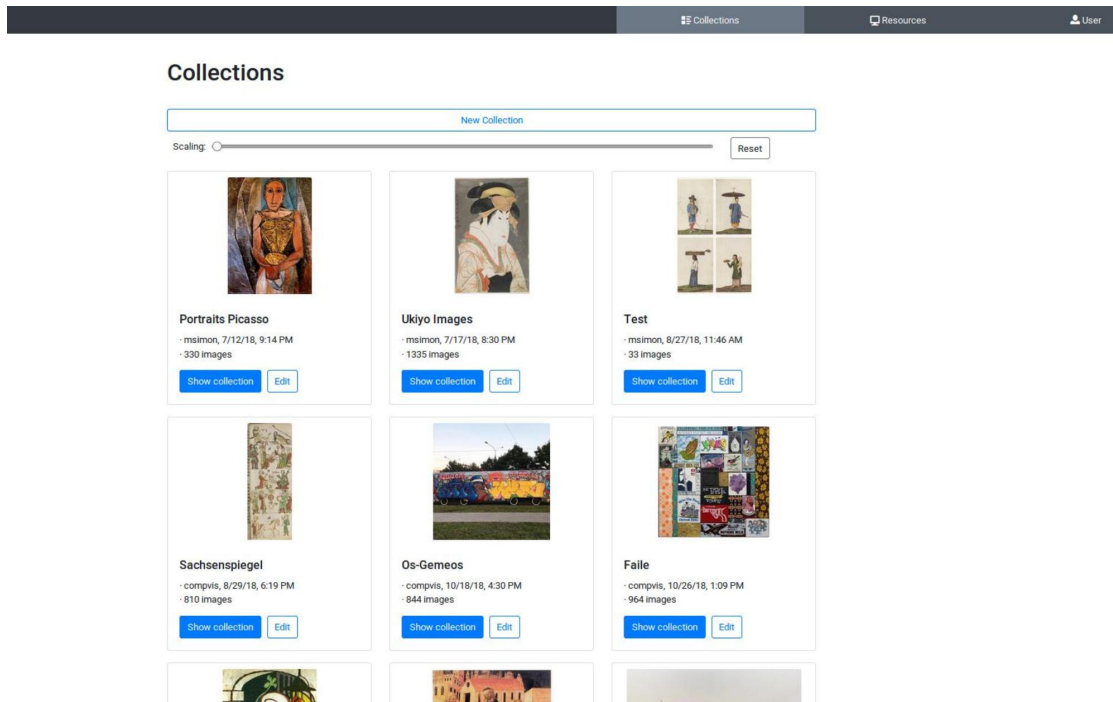 Collections
Resources
User
Collections
New Collection
Scaling:
Reset
Portraits Picasso
· msimon, 7/12/18, 9:14 PM
· 330 images
Show collection
Edit
Ukiyo Images
· msimon, 7/17/18, 8:30 PM
· 1335 images
Show collection
Edit
Test
· msimon, 8/27/18, 11:46 AM
· 33 images
Show collection
Edit
Sachsenspiegel
· compvis, 8/29/18, 6:19 PM
· 810 images
Show collection
Edit
Os-Gemeos
· compvis, 10/18/18, 4:30 PM
· 844 images
Show collection
Edit
Faile
· compvis, 10/26/18, 1:09 PM
· 964 images
Show collection
Edit